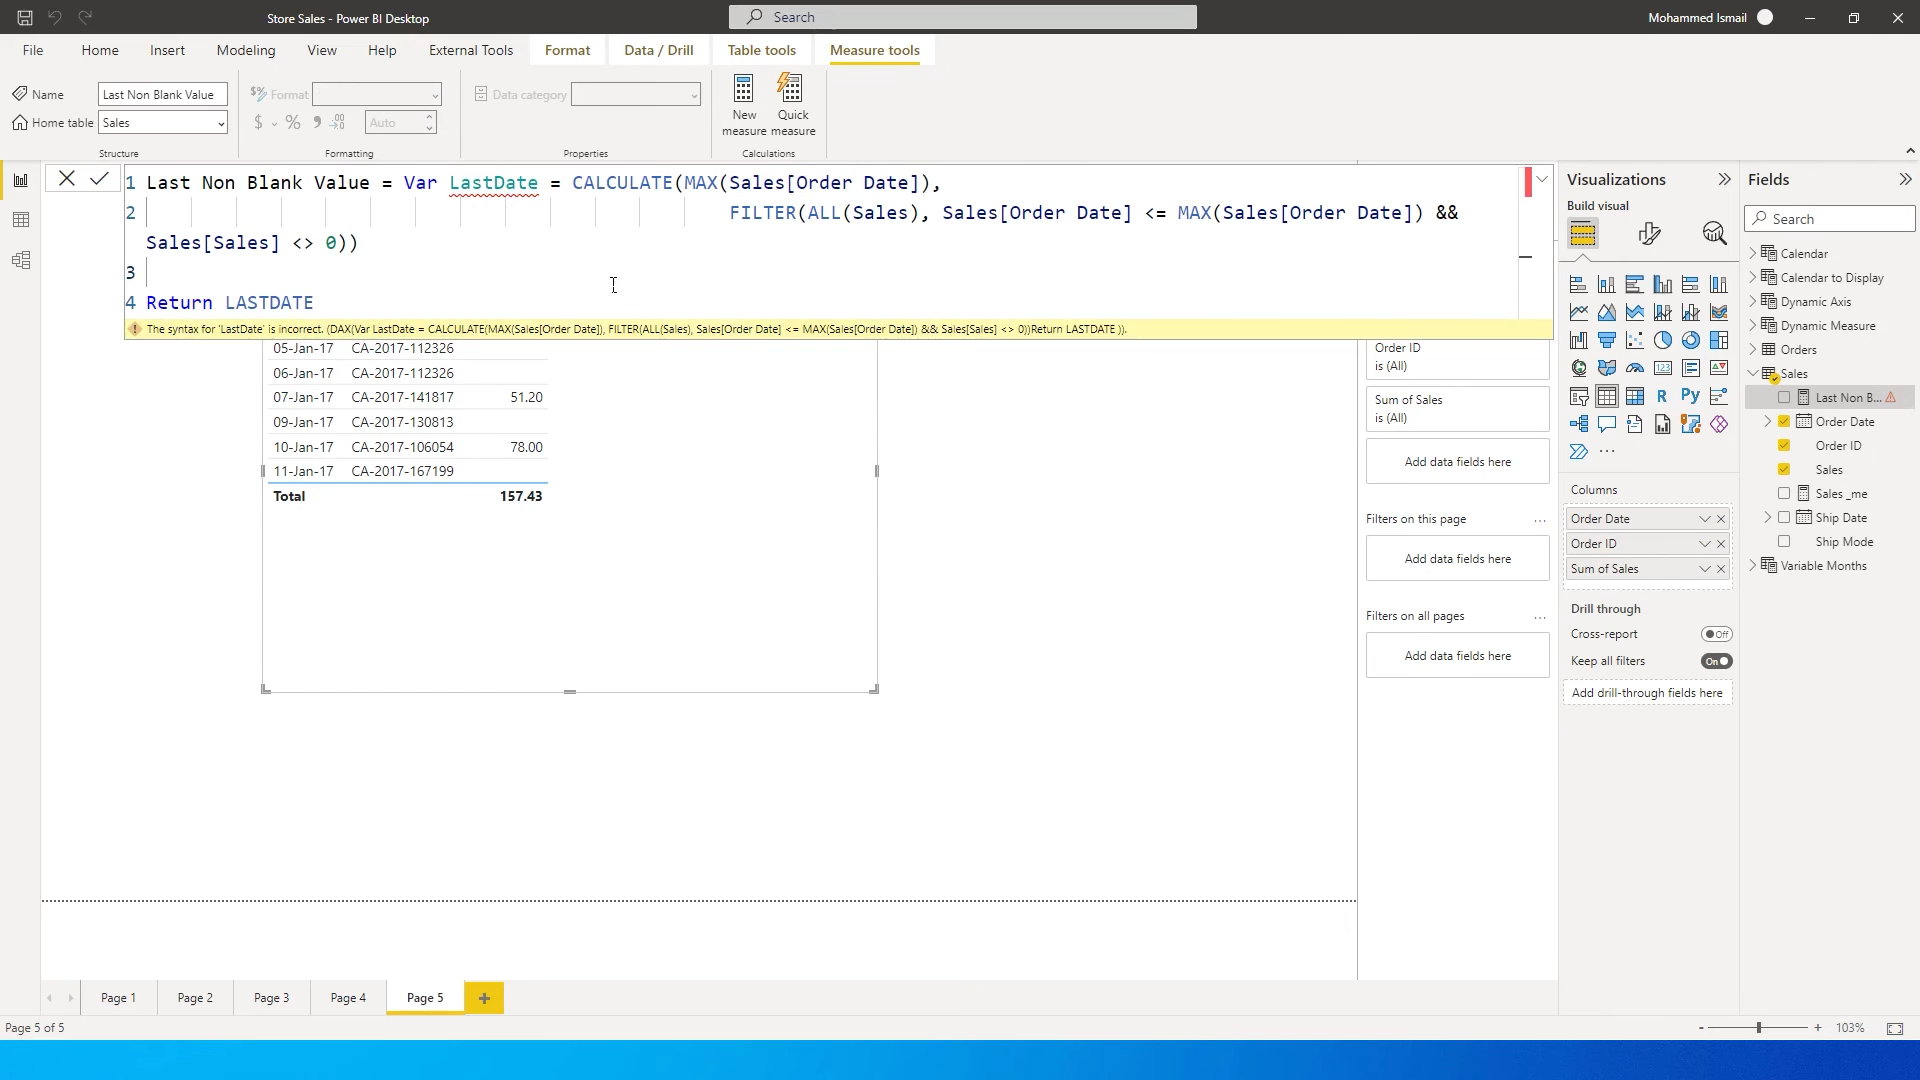 Store Sales - Power BI Desktop
Search
Mohammed Ismail
File
Home
Insert
Modeling
View
Help
External Tools
Format
Data / Drill
Table tools
Measure tools
Name
Last Non Blank Value
Home table
Sales
Structure
$% Format
$ % 9 .00
Auto
Formatting
Data category
Properties
New
measure
Quick
measure
Calculations
1 Last Non Blank Value = Var LastDate = CALCULATE(MAX(Sales[Order Date]),
2 FILTER(ALL(Sales), Sales[Order Date] <= MAX(Sales[Order Date]) &&
Sales[Sales] <> 0))
3
4 Return LASTDATE
The syntax for 'LastDate' is incorrect. (DAX(Var LastDate = CALCULATE(MAX(Sales[Order Date]), FILTER(ALL(Sales), Sales[Order Date] <= MAX(Sales[Order Date]) && Sales[Sales] <> 0))Return LASTDATE )).
05-Jan-17 CA-2017-112326
06-Jan-17 CA-2017-112326
07-Jan-17 CA-2017-141817 51.20
09-Jan-17 CA-2017-130813
10-Jan-17 CA-2017-106054 78.00
11-Jan-17 CA-2017-167199
Total 157.43
Order ID
is (All)
Sum of Sales
is (All)
Add data fields here
Filters on this page ...
Add data fields here
Filters on all pages ...
Add data fields here
Visualizations
Build visual
123
R
Py
...
Columns
Order Date
Order ID
Sum of Sales
Drill through
Cross-report
Off
Keep all filters
On
Add drill-through fields here
Fields
Search
Calendar
Calendar to Display
Dynamic Axis
Dynamic Measure
Orders
Sales
Last Non B...
Order Date
Order ID
Sales
Sales _me
Ship Date
Ship Mode
Variable Months
Page 1
Page 2
Page 3
Page 4
Page 5
+
Page 5 of 5
- + 103%